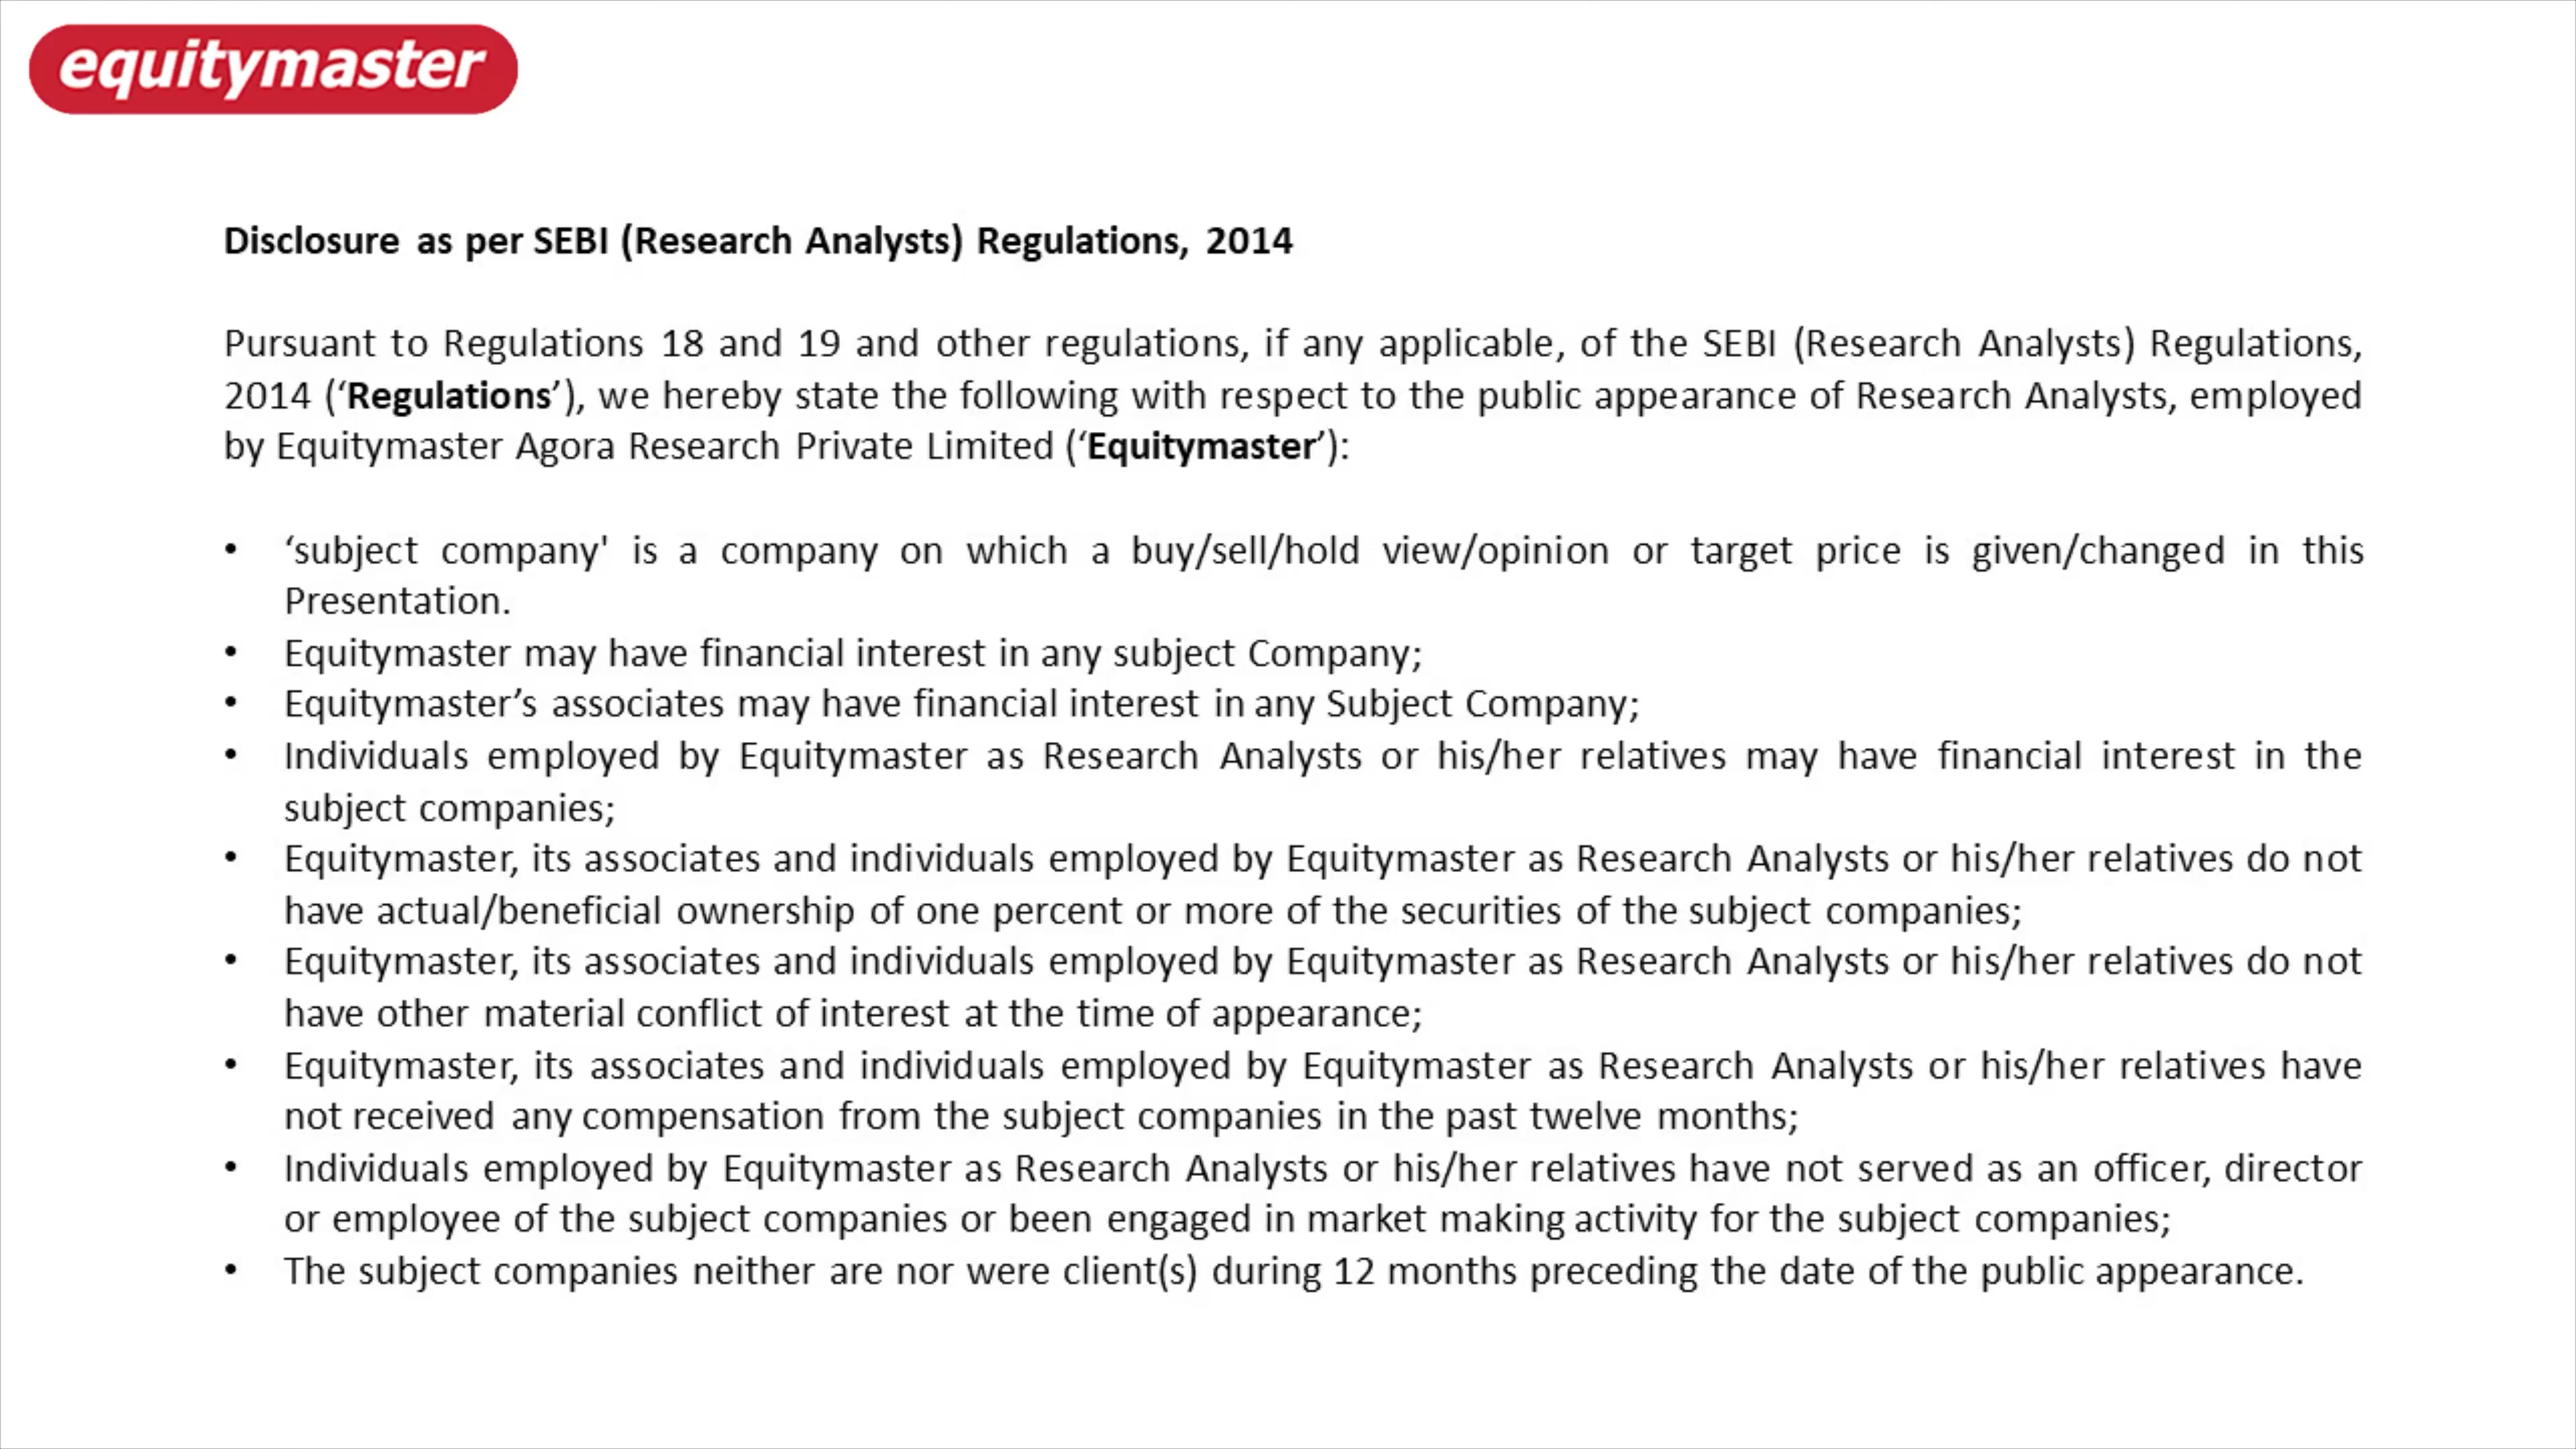 equitymaster
Disclosure as per SEBI (Research Analysts) Regulations, 2014
Pursuant to Regulations 18 and 19 and other regulations, if any applicable, of the SEBI (Research Analysts) Regulations,
2014 (‘Regulations’), we hereby state the following with respect to the public appearance of Research Analysts, employed
by Equitymaster Agora Research Private Limited (‘Equitymaster’):
• ‘subject company' is a company on which a buy/sell/hold view/opinion or target price is given/changed in this
Presentation.
• Equitymaster may have financial interest in any subject Company;
• Equitymaster’s associates may have financial interest in any Subject Company;
• Individuals employed by Equitymaster as Research Analysts or his/her relatives may have financial interest in the
subject companies;
• Equitymaster, its associates and individuals employed by Equitymaster as Research Analysts or his/her relatives do not
have actual/beneficial ownership of one percent or more of the securities of the subject companies;
• Equitymaster, its associates and individuals employed by Equitymaster as Research Analysts or his/her relatives do not
have other material conflict of interest at the time of appearance;
• Equitymaster, its associates and individuals employed by Equitymaster as Research Analysts or his/her relatives have
not received any compensation from the subject companies in the past twelve months;
• Individuals employed by Equitymaster as Research Analysts or his/her relatives have not served as an officer, director
or employee of the subject companies or been engaged in market making activity for the subject companies;
• The subject companies neither are nor were client(s) during 12 months preceding the date of the public appearance.